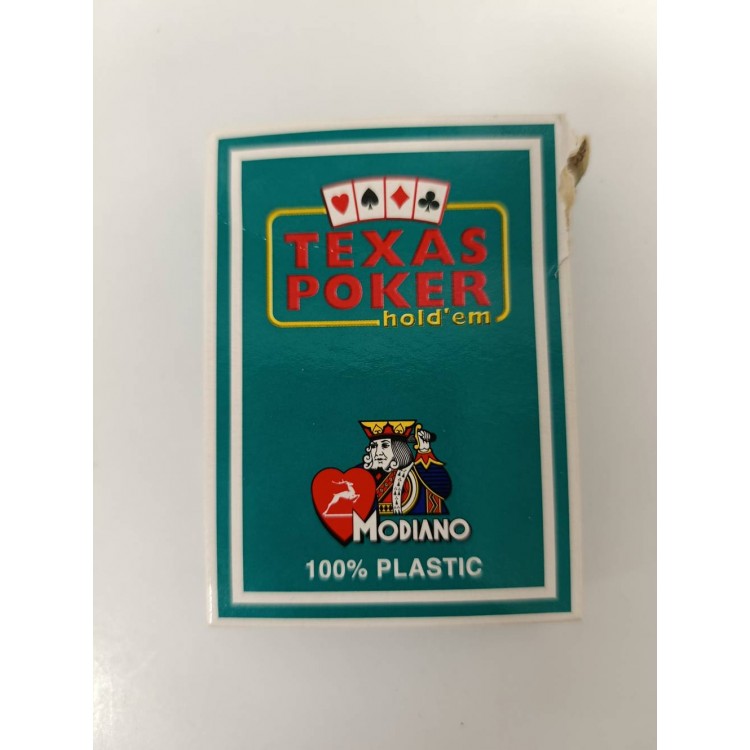 TEXAS
POKER
hold'em
MODIANO
100% PLASTIC